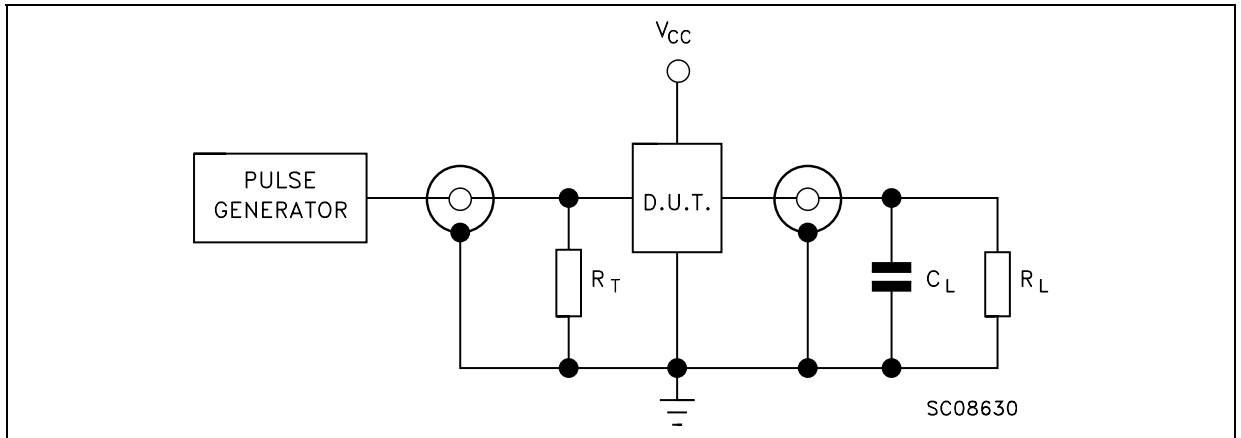 VCC
PULSE
GENERATOR
D.U.T.
RT
CL
RL
SC08630